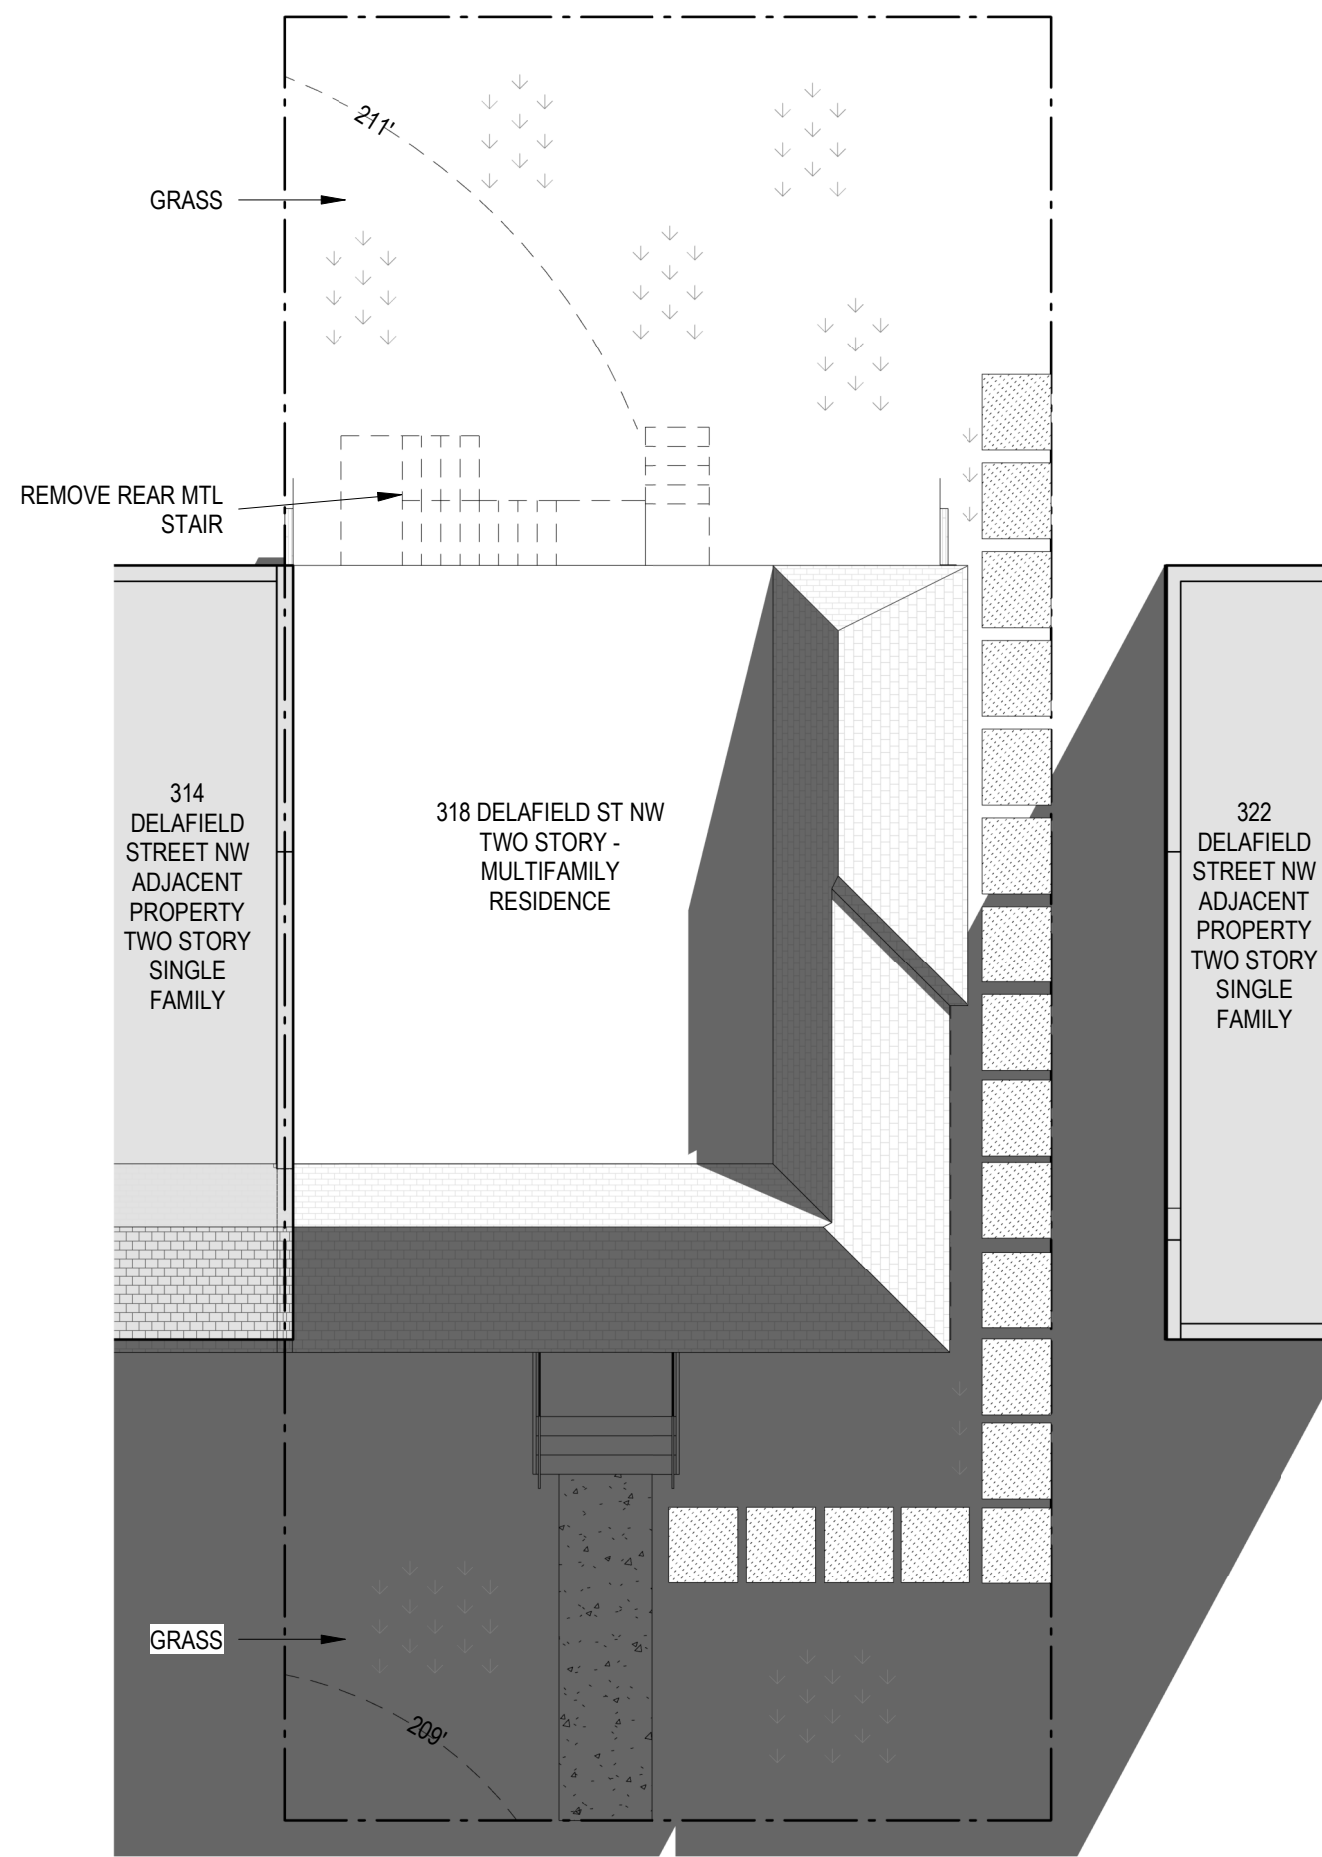 211'
GRASS
REMOVE REAR MTL
STAIR
314
DELAFIELD
STREET NW
ADJACENT
PROPERTY
TWO STORY
SINGLE
FAMILY
318 DELAFIELD ST NW
TWO STORY -
MULTIFAMILY
RESIDENCE
322
DELAFIELD
STREET NW
ADJACENT
PROPERTY
TWO STORY
SINGLE
FAMILY
GRASS
209'